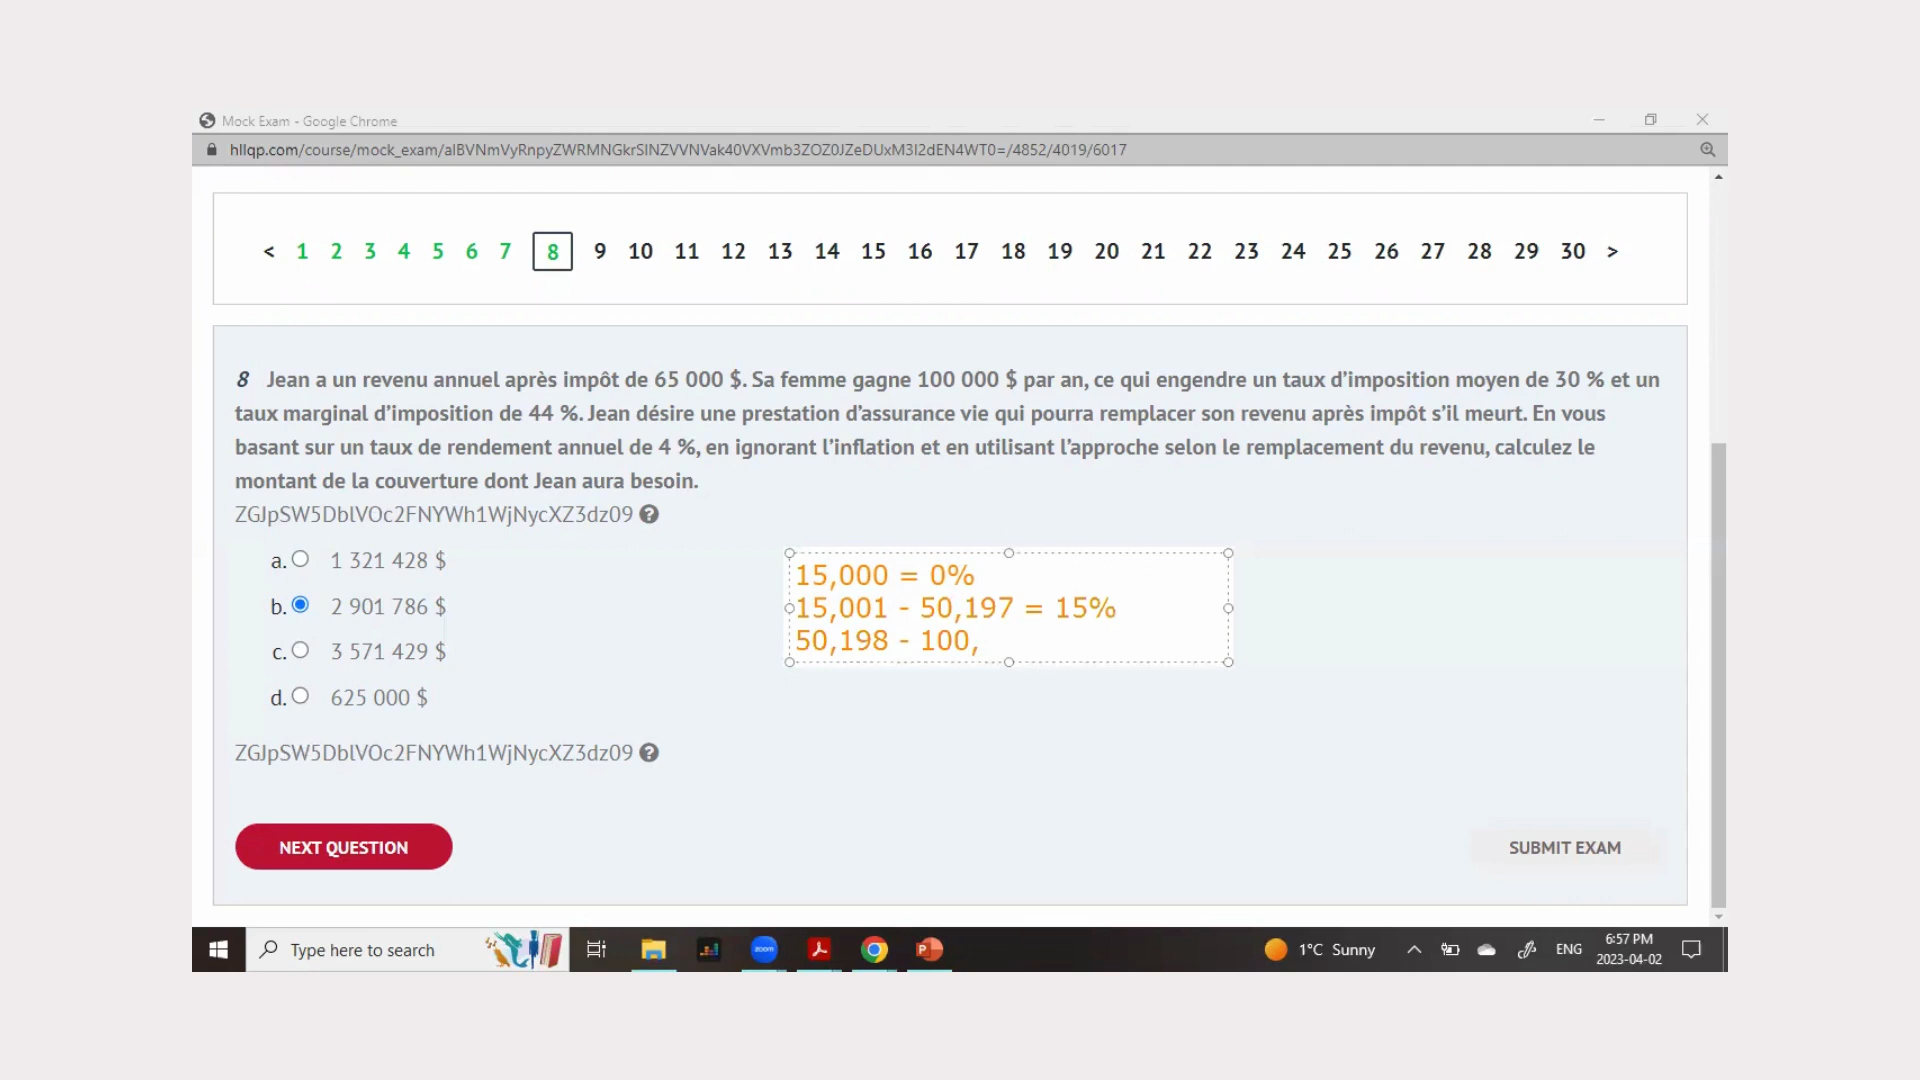 Mock Exam - Google Chrome
hllqp.com/course/mock_exam/alBVNmVyRnpyZWRMNGkrSlNZVVNVak40VXVmb3ZOZ0JZeDUxM3l2dEN4WT0=/4852/4019/6017
< 1 2 3 4 5 6 7 8 9 10 11 12 13 14 15 16 17 18 19 20 21 22 23 24 25 26 27 28 29 30 >
8 Jean a un revenu annuel après impôt de 65 000 $. Sa femme gagne 100 000 $ par an, ce qui engendre un taux d’imposition moyen de 30 % et un
taux marginal d’imposition de 44 %. Jean désire une prestation d’assurance vie qui pourra remplacer son revenu après impôt s’il meurt. En vous
basant sur un taux de rendement annuel de 4 %, en ignorant l’inflation et en utilisant l’approche selon le remplacement du revenu, calculez le
montant de la couverture dont Jean aura besoin.
ZGJpSW5DblVOc2FNYWh1WjNycXZ3dz09 ?
a. 1 321 428 $
b. 2 901 786 $
c. 3 571 429 $
d. 625 000 $
15,000 = 0%
15,001 - 50,197 = 15%
50,198 - 100,
ZGJpSW5DblVOc2FNYWh1WjNycXZ3dz09 ?
NEXT QUESTION
SUBMIT EXAM
Type here to search
zoom
1°C Sunny
ENG
6:57 PM
2023-04-02